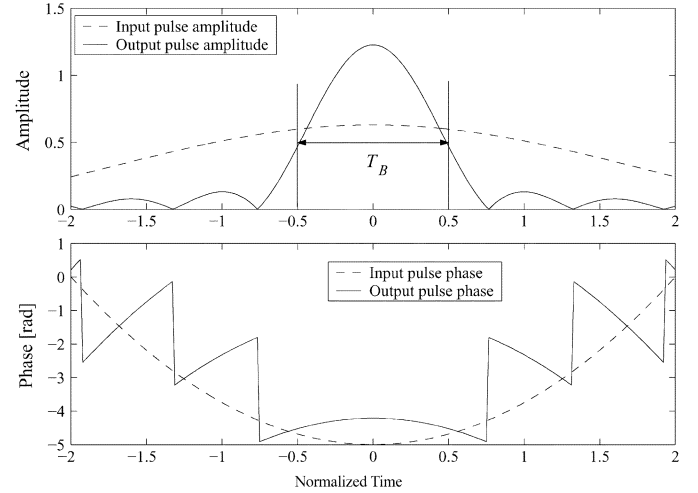 1.5
Input pulse amplitude
Output pulse amplitude
1
0.5
0
Amplitude
T_B
−2 −1.5 −1 −0.5 0 0.5 1 1.5 2
1
0
−1
−2
−3
−4
−5
Input pulse phase
Output pulse phase
Phase [rad]
−2 −1.5 −1 −0.5 0 0.5 1 1.5 2
Normalized Time